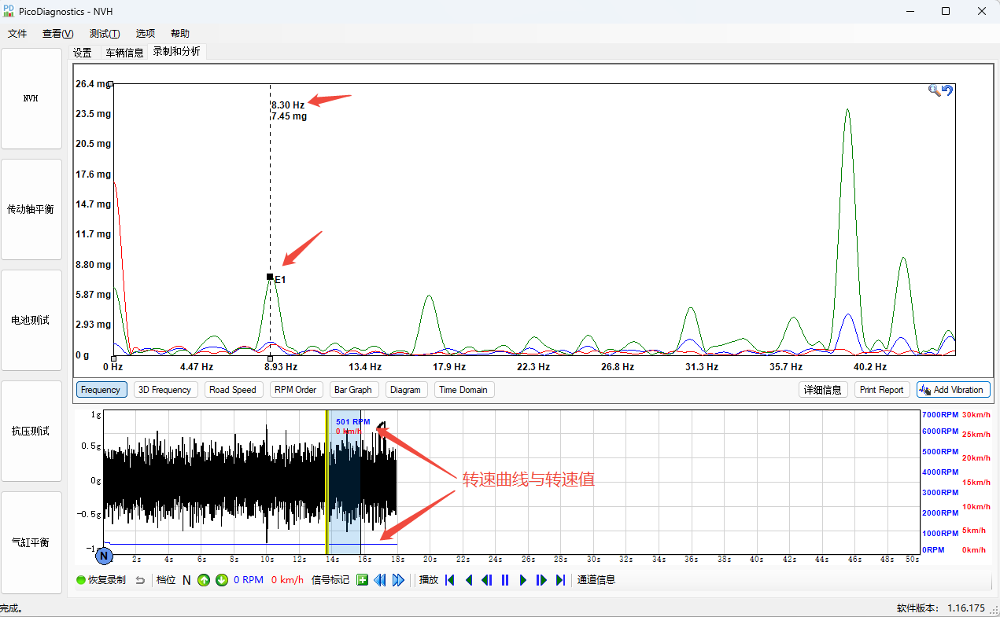 PicoDiagnostics - NVH
文件 查看(V) 测试(T) 选项 帮助
设置 车辆信息 录制和分析
NVH
传动轴平衡
电池测试
抗压测试
气缸平衡
26.4 mg
23.5 mg
20.5 mg
17.6 mg
14.7 mg
11.7 mg
8.80 mg
5.87 mg
2.93 mg
0 g
8.30 Hz
7.45 mg
E1
0 Hz 4.47 Hz 8.93 Hz 13.4 Hz 17.9 Hz 22.3 Hz 26.8 Hz 31.3 Hz 35.7 Hz 40.2 Hz
Frequency 3D Frequency Road Speed RPM Order Bar Graph Diagram Time Domain 详细信息 Print Report Add Vibration
1g
0.5g
0g
-0.5g
-1
501 RPM
0 km/h
转速曲线与转速值
7000RPM 30km/h
6000RPM 25km/h
5000RPM 20km/h
4000RPM 15km/h
3000RPM 10km/h
2000RPM 5km/h
1000RPM 0km/h
0RPM
N
2s 4s 6s 8s 10s 12s 14s 16s 18s 20s 22s 24s 26s 28s 30s 32s 34s 36s 38s 40s 42s 44s 46s 48s 50s
恢复录制 档位 N 0 RPM 0 km/h 信号标记 播放 通道信息
完成。 软件版本： 1.16.175